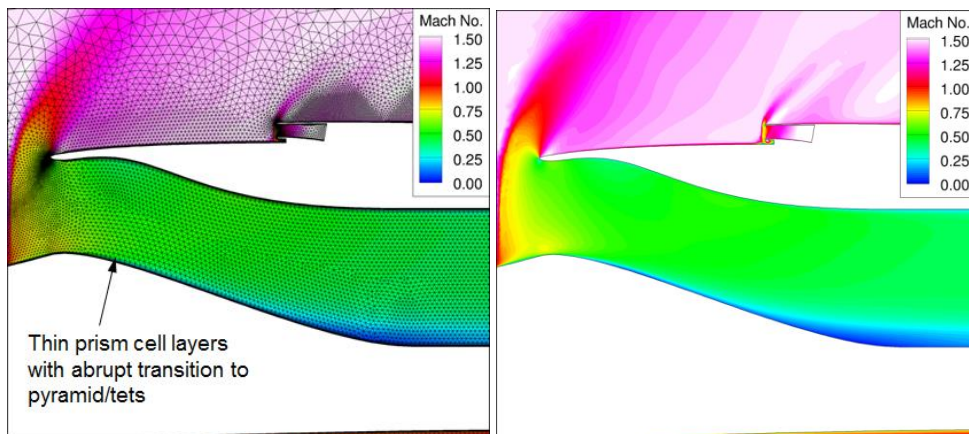 Mach No.
1.50
1.25
1.00
0.75
0.50
0.25
0.00
Thin prism cell layers
with abrupt transition to
pyramid/tets
Mach No.
1.50
1.25
1.00
0.75
0.50
0.25
0.00